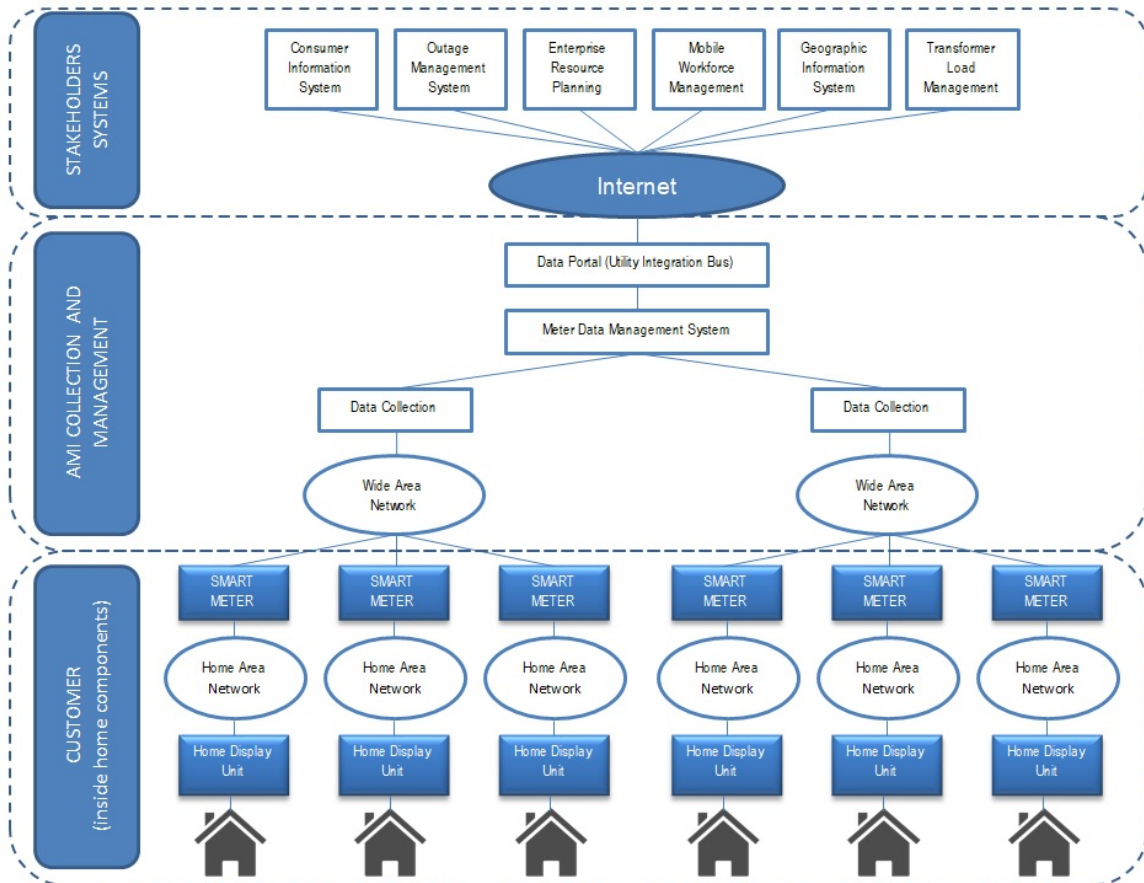 STAKEHOLDERS
SYSTEMS
Consumer
Information
System
Outage
Management
System
Enterprise
Resource
Planning
Mobile
Workforce
Management
Geographic
Information
System
Transformer
Load
Management
Internet
AMI COLLECTION AND
MANAGEMENT
Data Portal (Utility Integration Bus)
Meter Data Management System
Data Collection
Data Collection
Wide Area
Network
Wide Area
Network
CUSTOMER
(inside home components)
SMART
METER
SMART
METER
SMART
METER
SMART
METER
SMART
METER
SMART
METER
Home Area
Network
Home Area
Network
Home Area
Network
Home Area
Network
Home Area
Network
Home Area
Network
Home Display
Unit
Home Display
Unit
Home Display
Unit
Home Display
Unit
Home Display
Unit
Home Display
Unit